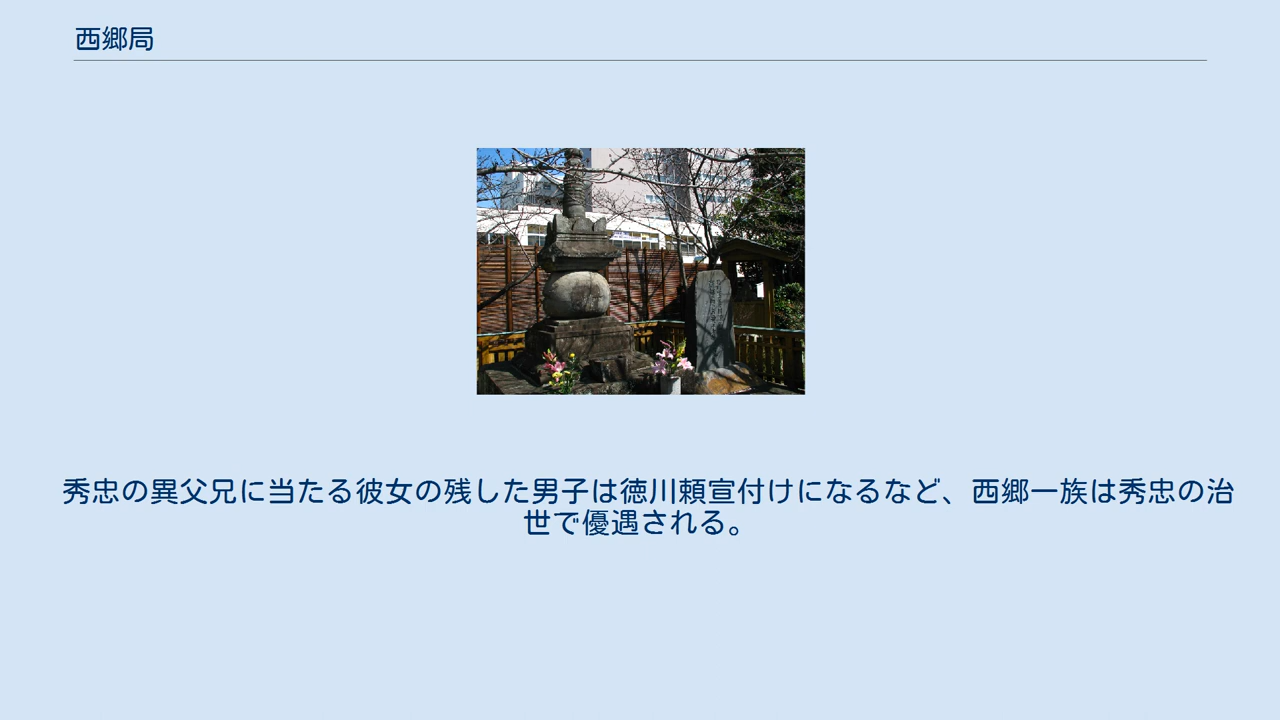 西郷局
秀忠の異父兄に当たる彼女の残した男子は徳川頼宣付けになるなど、西郷一族は秀忠の治
世で優遇される。